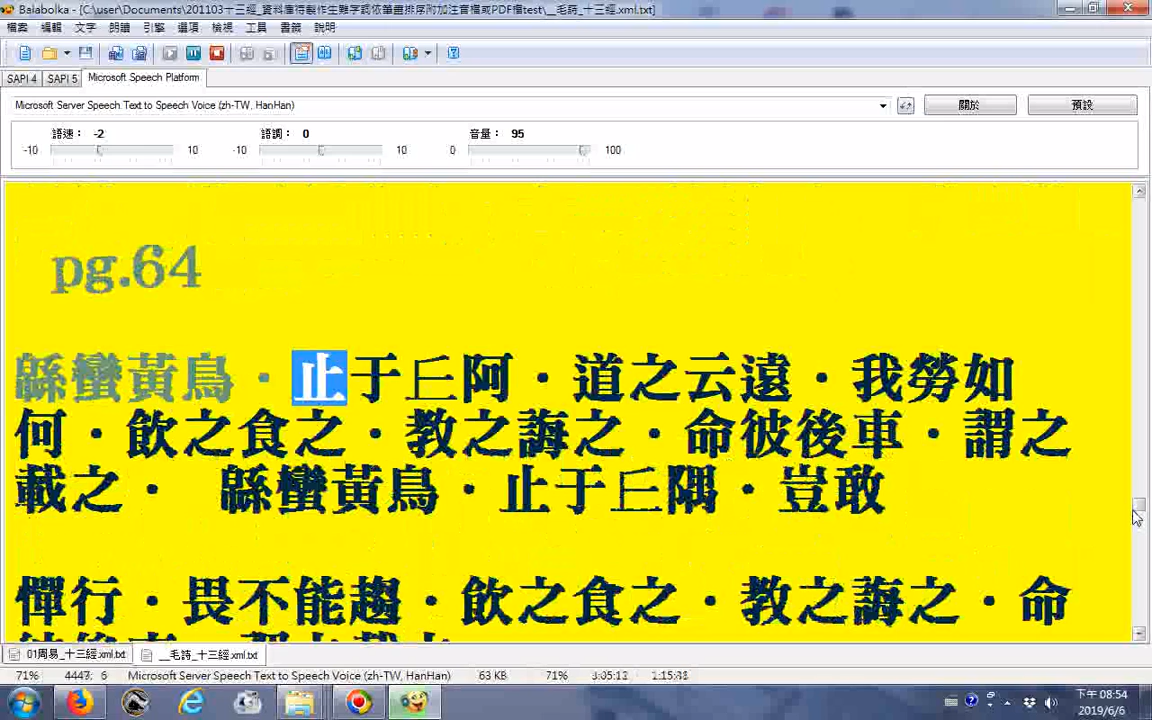 Balabolka - [C:\user\Documents\201103十三經_資料庫待製作生難字詞依筆畫排序附加注音檔或PDF檔test\__毛詩_十三經.xml.txt]
檔案 編輯 文字 朗讀 引擎 選項 檢視 工具 書籤 說明
SAPI 4 SAPI 5 Microsoft Speech Platform
Microsoft Server Speech Text to Speech Voice (zh-TW, HanHan) 關於 預設
語速： -2 語調： 0 音量： 95
-10 10 -10 10 0 100
pg.64
緜蠻黃鳥．止于𠀉阿．道之云遠．我勞如
何．飲之食之．教之誨之．命彼後車．謂之
載之． 緜蠻黃鳥．止于𠀉隅．豈敢
憚行．畏不能趨．飲之食之．教之誨之．命
01周易_十三經.xml.txt __毛詩_十三經.xml.txt
71% 4447: 6 Microsoft Server Speech Text to Speech Voice (zh-TW, HanHan) 63 KB 71% 3:05:12 1:15:48
下午 08:54
2019/6/6